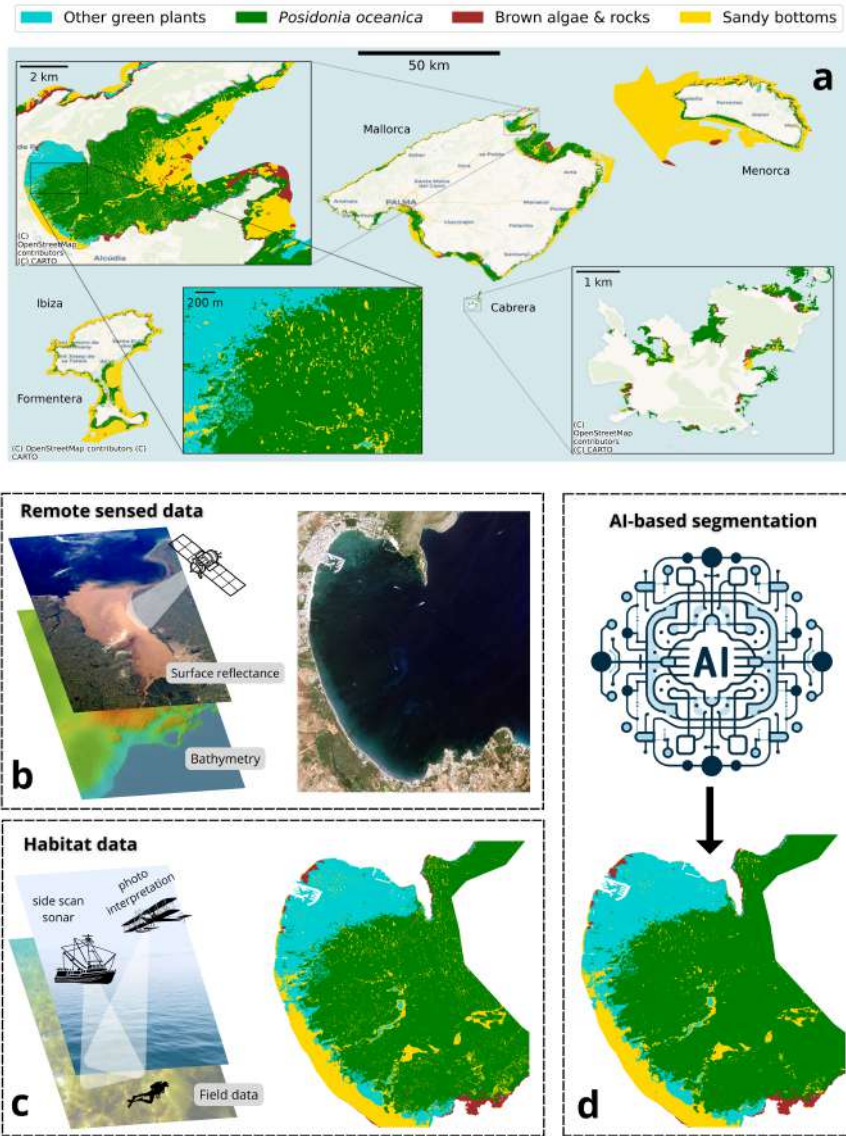 Other green plants
Posidonia oceanica
Brown algae & rocks
Sandy bottoms
a
2 km
50 km
Mallorca
Menorca
PALMA
(C)
OpenStreetMap
contributors
(C) CARTO
Alcúdia
Ibiza
200 m
Cabrera
1 km
Formentera
(C)
OpenStreetMap
contributors
(C) CARTO
(C) OpenStreetMap contributors (C)
CARTO
Remote sensed data
Surface reflectance
Bathymetry
b
AI-based segmentation
AI
Habitat data
side scan
sonar
photo
interpretation
Field data
c
d